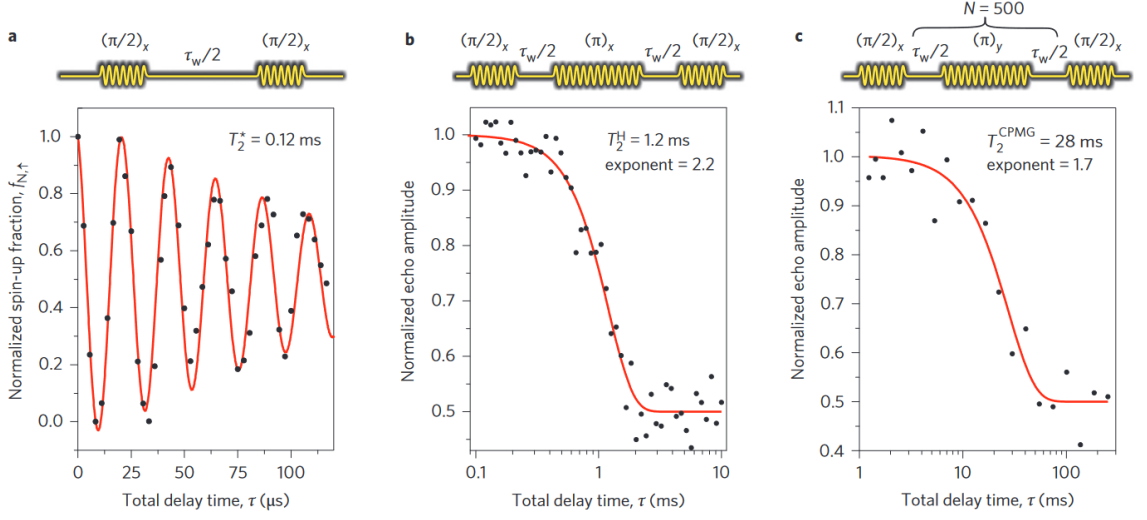 N = 500
a
(π/2)ₓ
τw/2
(π/2)ₓ
T₂* = 0.12 ms
Normalized spin-up fraction, fN,↑
1.0
0.8
0.6
0.4
0.2
0.0
0
25
50
75
100
Total delay time, τ (μs)
b
(π/2)ₓ
τw/2
(π)ₓ
τw/2
(π/2)ₓ
T₂ᴴ = 1.2 ms
exponent = 2.2
Normalized echo amplitude
1.0
0.9
0.8
0.7
0.6
0.5
0.1
1
10
Total delay time, τ (ms)
c
(π/2)ₓ
τw/2
(π)y
τw/2
(π/2)ₓ
T₂CPMG = 28 ms
exponent = 1.7
Normalized echo amplitude
1.1
1.0
0.9
0.8
0.7
0.6
0.5
0.4
1
10
100
Total delay time, τ (ms)